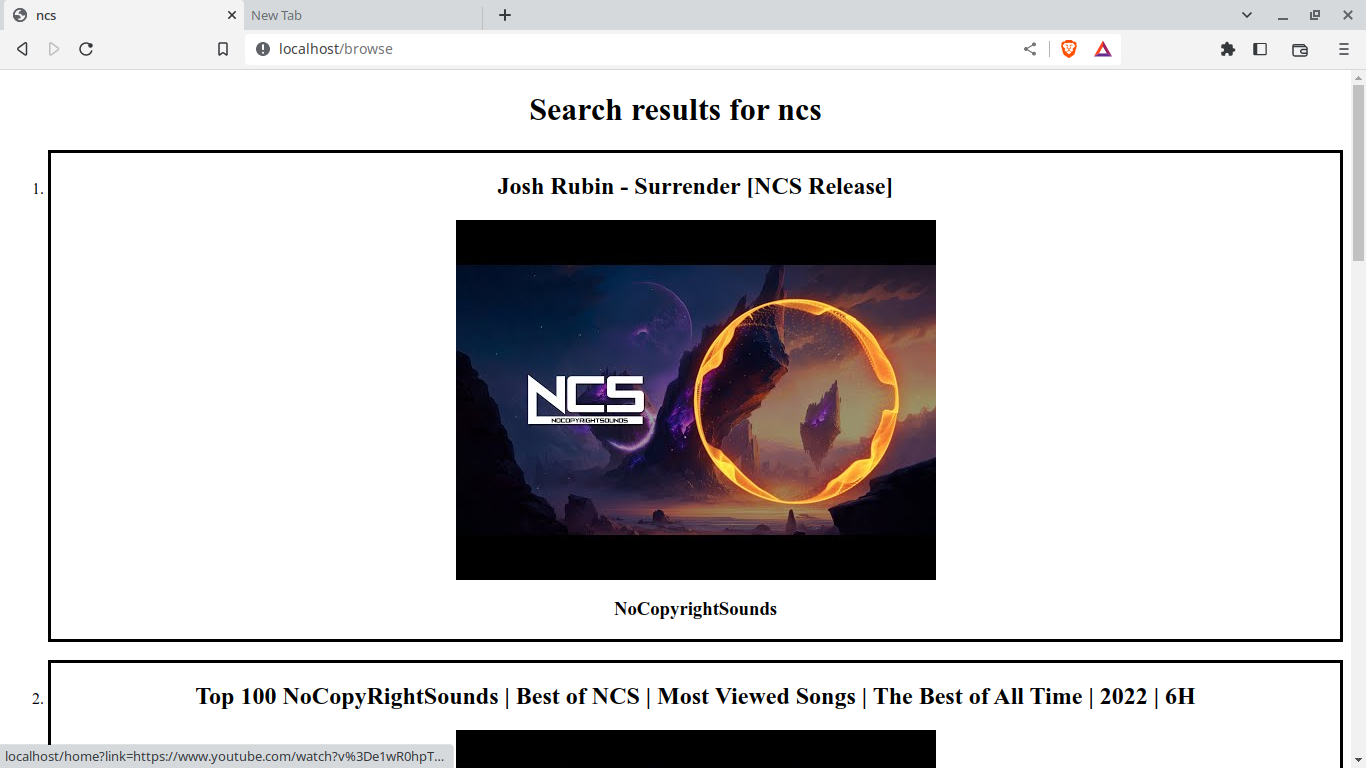 ncs
New Tab
localhost/browse
Search results for ncs
1.
Josh Rubin - Surrender [NCS Release]
NCS
NOCOPYRIGHTSOUNDS
NoCopyrightSounds
2.
Top 100 NoCopyRightSounds | Best of NCS | Most Viewed Songs | The Best of All Time | 2022 | 6H
localhost/home?link=https://www.youtube.com/watch?v%3De1wR0hpT...